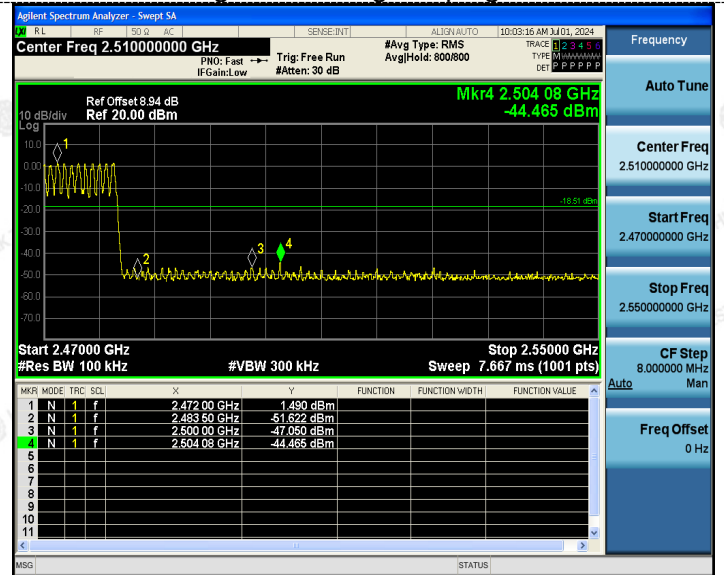 Agilent Spectrum Analyzer - Swept SA
LXI RL RF 50 Ω AC SENSE:INT ALIGN AUTO 10:03:16 AM Jul 01, 2024
Center Freq 2.510000000 GHz #Avg Type: RMS TRACE 1 2 3 4 5 6
PNO: Fast Trig: Free Run Avg|Hold: 800/800 TYPE M
IFGain:Low #Atten: 30 dB DET P P P P P P
Ref Offset 8.94 dB Mkr4 2.504 08 GHz
10 dB/div Ref 20.00 dBm -44.465 dBm
Log
10.0
0.00
-10.0
-20.0
-30.0
-40.0
-50.0
-60.0
-70.0
1
2
3
4
-18.51 dBm
Start 2.47000 GHz Stop 2.55000 GHz
#Res BW 100 kHz #VBW 300 kHz Sweep 7.667 ms (1001 pts)
MKR MODE TRC SCL X Y FUNCTION FUNCTION WIDTH FUNCTION VALUE
1 N 1 f 2.472 00 GHz 1.490 dBm
2 N 1 f 2.483 50 GHz -51.622 dBm
3 N 1 f 2.500 00 GHz -47.050 dBm
4 N 1 f 2.504 08 GHz -44.465 dBm
5
6
7
8
9
10
11
MSG STATUS
Frequency
Auto Tune
Center Freq
2.510000000 GHz
Start Freq
2.470000000 GHz
Stop Freq
2.550000000 GHz
CF Step
8.000000 MHz
Auto Man
Freq Offset
0 Hz